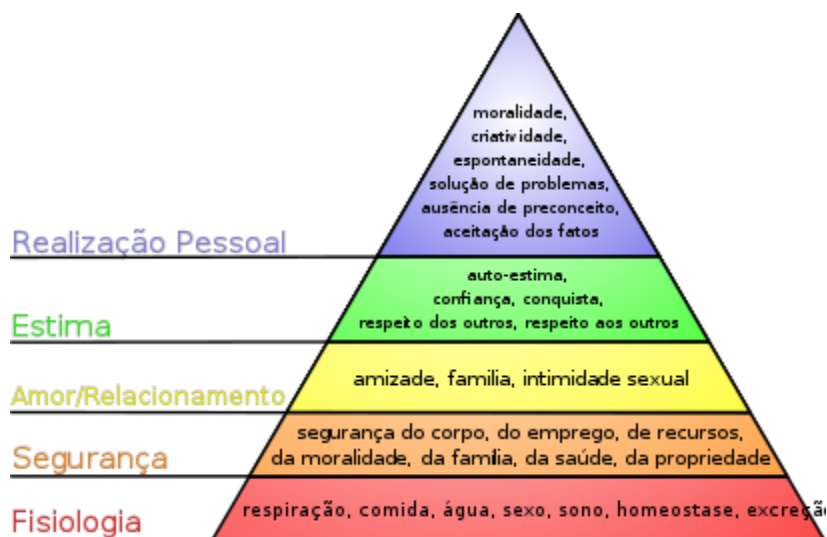 moralidade,
criatividade,
espontaneidade,
solução de problemas,
ausência de preconceito,
aceitação dos fatos
Realização Pessoal
auto-estima,
confiança, conquista,
respeito dos outros, respeito aos outros
Estima
amizade, família, intimidade sexual
Amor/Relacionamento
segurança do corpo, do emprego, de recursos,
da moralidade, da família, da saúde, da propriedade
Segurança
respiração, comida, água, sexo, sono, homeostase, excreção
Fisiologia